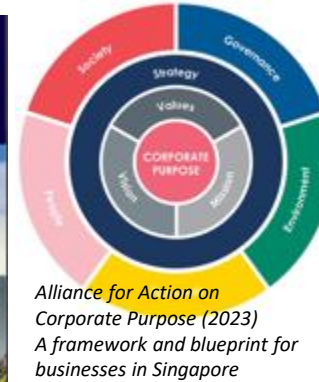 Society
Governance
Strategy
Values
CORPORATE
PURPOSE
Vision
Mission
People
Environment
Alliance for Action on
Corporate Purpose (2023)
A framework and blueprint for
businesses in Singapore